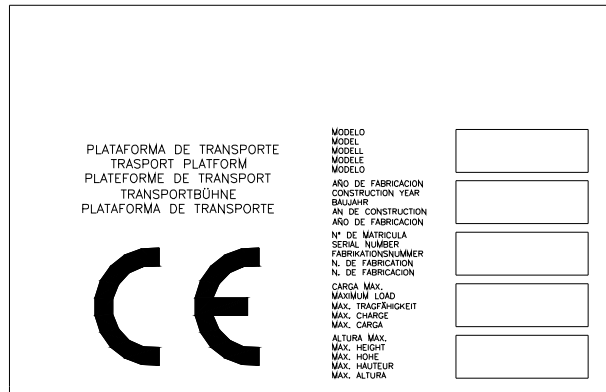 PLATAFORMA DE TRANSPORTE
TRASPORT PLATFORM
PLATEFORME DE TRANSPORT
TRANSPORTBÜHNE
PLATAFORMA DE TRANSPORTE
CE
MODELO
MODEL
MODELL
MODELE
MODELO
AÑO DE FABRICACION
CONSTRUCTION YEAR
BAUJAHR
AN DE CONSTRUCTION
AÑO DE FABRICACION
Nº DE MATRICULA
SERIAL NUMBER
FABRIKATIONSNUMMER
N. DE FABRICATION
N. DE FABRICACION
CARGA MAX.
MAXIMUM LOAD
MAX. TRAGFÄHIGKEIT
MAX. CHARGE
MAX. CARGA
ALTURA MAX.
MAX. HEIGHT
MAX. HOHE
MAX. HAUTEUR
MAX. ALTURA